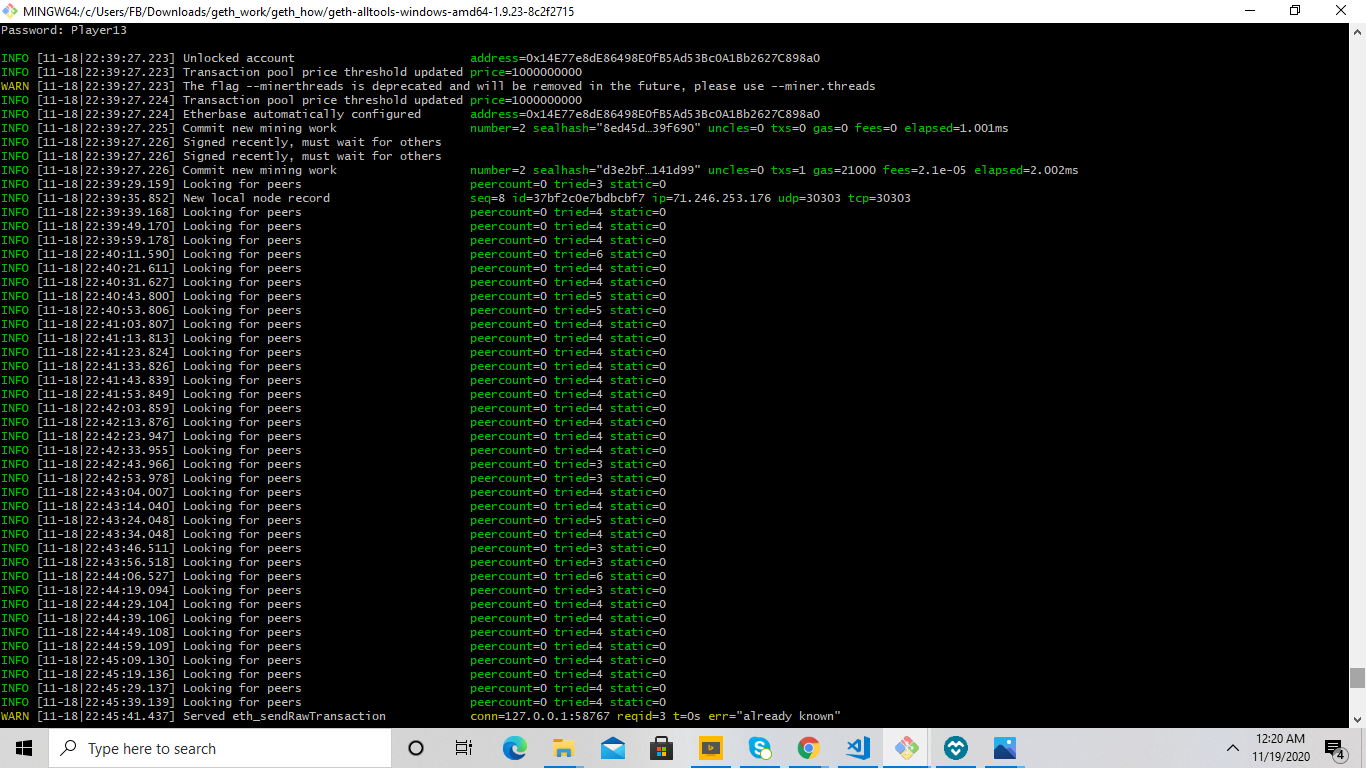 MINGW64:/c/Users/FB/Downloads/geth_work/geth_how/geth-alltools-windows-amd64-1.9.23-8c2f2715
Password: Player13
INFO [11-18|22:39:27.223] Unlocked account address=0x14E77e8dE86498E0fB5Ad53Bc0A1Bb2627C898a0
INFO [11-18|22:39:27.223] Transaction pool price threshold updated price=1000000000
WARN [11-18|22:39:27.223] The flag --minerthreads is deprecated and will be removed in the future, please use --miner.threads
INFO [11-18|22:39:27.224] Transaction pool price threshold updated price=1000000000
INFO [11-18|22:39:27.224] Etherbase automatically configured address=0x14E77e8dE86498E0fB5Ad53Bc0A1Bb2627C898a0
INFO [11-18|22:39:27.225] Commit new mining work number=2 sealhash="8ed45d…39f690" uncles=0 txs=0 gas=0 fees=0 elapsed=1.001ms
INFO [11-18|22:39:27.226] Signed recently, must wait for others
INFO [11-18|22:39:27.226] Signed recently, must wait for others
INFO [11-18|22:39:27.226] Commit new mining work number=2 sealhash="d3e2bf…141d99" uncles=0 txs=1 gas=21000 fees=2.1e-05 elapsed=2.002ms
INFO [11-18|22:39:29.159] Looking for peers peercount=0 tried=3 static=0
INFO [11-18|22:39:35.852] New local node record seq=8 id=37bf2c0e7bdbcbf7 ip=71.246.253.176 udp=30303 tcp=30303
INFO [11-18|22:39:39.168] Looking for peers peercount=0 tried=4 static=0
INFO [11-18|22:39:49.170] Looking for peers peercount=0 tried=4 static=0
INFO [11-18|22:39:59.178] Looking for peers peercount=0 tried=4 static=0
INFO [11-18|22:40:11.590] Looking for peers peercount=0 tried=6 static=0
INFO [11-18|22:40:21.611] Looking for peers peercount=0 tried=4 static=0
INFO [11-18|22:40:31.627] Looking for peers peercount=0 tried=4 static=0
INFO [11-18|22:40:43.800] Looking for peers peercount=0 tried=5 static=0
INFO [11-18|22:40:53.806] Looking for peers peercount=0 tried=5 static=0
INFO [11-18|22:41:03.807] Looking for peers peercount=0 tried=4 static=0
INFO [11-18|22:41:13.813] Looking for peers peercount=0 tried=4 static=0
INFO [11-18|22:41:23.824] Looking for peers peercount=0 tried=4 static=0
INFO [11-18|22:41:33.826] Looking for peers peercount=0 tried=4 static=0
INFO [11-18|22:41:43.839] Looking for peers peercount=0 tried=4 static=0
INFO [11-18|22:41:53.849] Looking for peers peercount=0 tried=4 static=0
INFO [11-18|22:42:03.859] Looking for peers peercount=0 tried=4 static=0
INFO [11-18|22:42:13.876] Looking for peers peercount=0 tried=4 static=0
INFO [11-18|22:42:23.947] Looking for peers peercount=0 tried=4 static=0
INFO [11-18|22:42:33.955] Looking for peers peercount=0 tried=4 static=0
INFO [11-18|22:42:43.966] Looking for peers peercount=0 tried=3 static=0
INFO [11-18|22:42:53.978] Looking for peers peercount=0 tried=3 static=0
INFO [11-18|22:43:04.007] Looking for peers peercount=0 tried=4 static=0
INFO [11-18|22:43:14.040] Looking for peers peercount=0 tried=4 static=0
INFO [11-18|22:43:24.048] Looking for peers peercount=0 tried=5 static=0
INFO [11-18|22:43:34.048] Looking for peers peercount=0 tried=4 static=0
INFO [11-18|22:43:46.511] Looking for peers peercount=0 tried=3 static=0
INFO [11-18|22:43:56.518] Looking for peers peercount=0 tried=3 static=0
INFO [11-18|22:44:06.527] Looking for peers peercount=0 tried=6 static=0
INFO [11-18|22:44:19.094] Looking for peers peercount=0 tried=3 static=0
INFO [11-18|22:44:29.104] Looking for peers peercount=0 tried=4 static=0
INFO [11-18|22:44:39.106] Looking for peers peercount=0 tried=4 static=0
INFO [11-18|22:44:49.108] Looking for peers peercount=0 tried=4 static=0
INFO [11-18|22:44:59.109] Looking for peers peercount=0 tried=4 static=0
INFO [11-18|22:45:09.130] Looking for peers peercount=0 tried=4 static=0
INFO [11-18|22:45:19.136] Looking for peers peercount=0 tried=4 static=0
INFO [11-18|22:45:29.137] Looking for peers peercount=0 tried=4 static=0
INFO [11-18|22:45:39.139] Looking for peers peercount=0 tried=4 static=0
WARN [11-18|22:45:41.437] Served eth_sendRawTransaction conn=127.0.0.1:58767 reqid=3 t=0s err="already known"
Type here to search
12:20 AM
11/19/2020
4